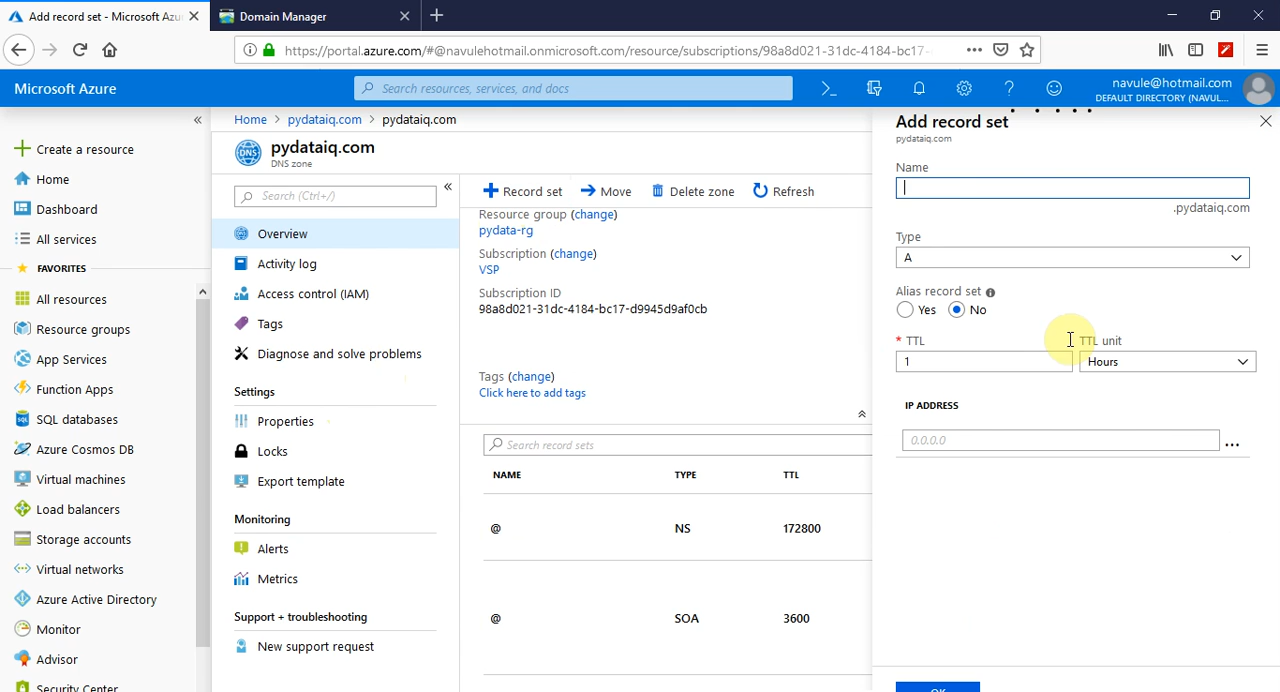 Add record set - Microsoft Azu
Domain Manager
https://portal.azure.com/#@navulehotmail.onmicrosoft.com/resource/subscriptions/98a8d021-31dc-4184-bc17-
Microsoft Azure
Search resources, services, and docs
navule@hotmail.com
DEFAULT DIRECTORY (NAVUL...
Create a resource
Home
Dashboard
All services
FAVORITES
All resources
Resource groups
App Services
Function Apps
SQL databases
Azure Cosmos DB
Virtual machines
Load balancers
Storage accounts
Virtual networks
Azure Active Directory
Monitor
Advisor
Security Center
Home > pydataiq.com > pydataiq.com
pydataiq.com
DNS zone
Search (Ctrl+/)
Overview
Activity log
Access control (IAM)
Tags
Diagnose and solve problems
Settings
Properties
Locks
Export template
Monitoring
Alerts
Metrics
Support + troubleshooting
New support request
Record set Move Delete zone Refresh
Resource group (change)
pydata-rg
Subscription (change)
VSP
Subscription ID
98a8d021-31dc-4184-bc17-d9945d9af0cb
Tags (change)
Click here to add tags
Search record sets
NAME TYPE TTL
@ NS 172800
@ SOA 3600
Add record set
pydataiq.com
Name
.pydataiq.com
Type
A
Alias record set
Yes No
* TTL TTL unit
1 Hours
IP ADDRESS
0.0.0.0
...
OK